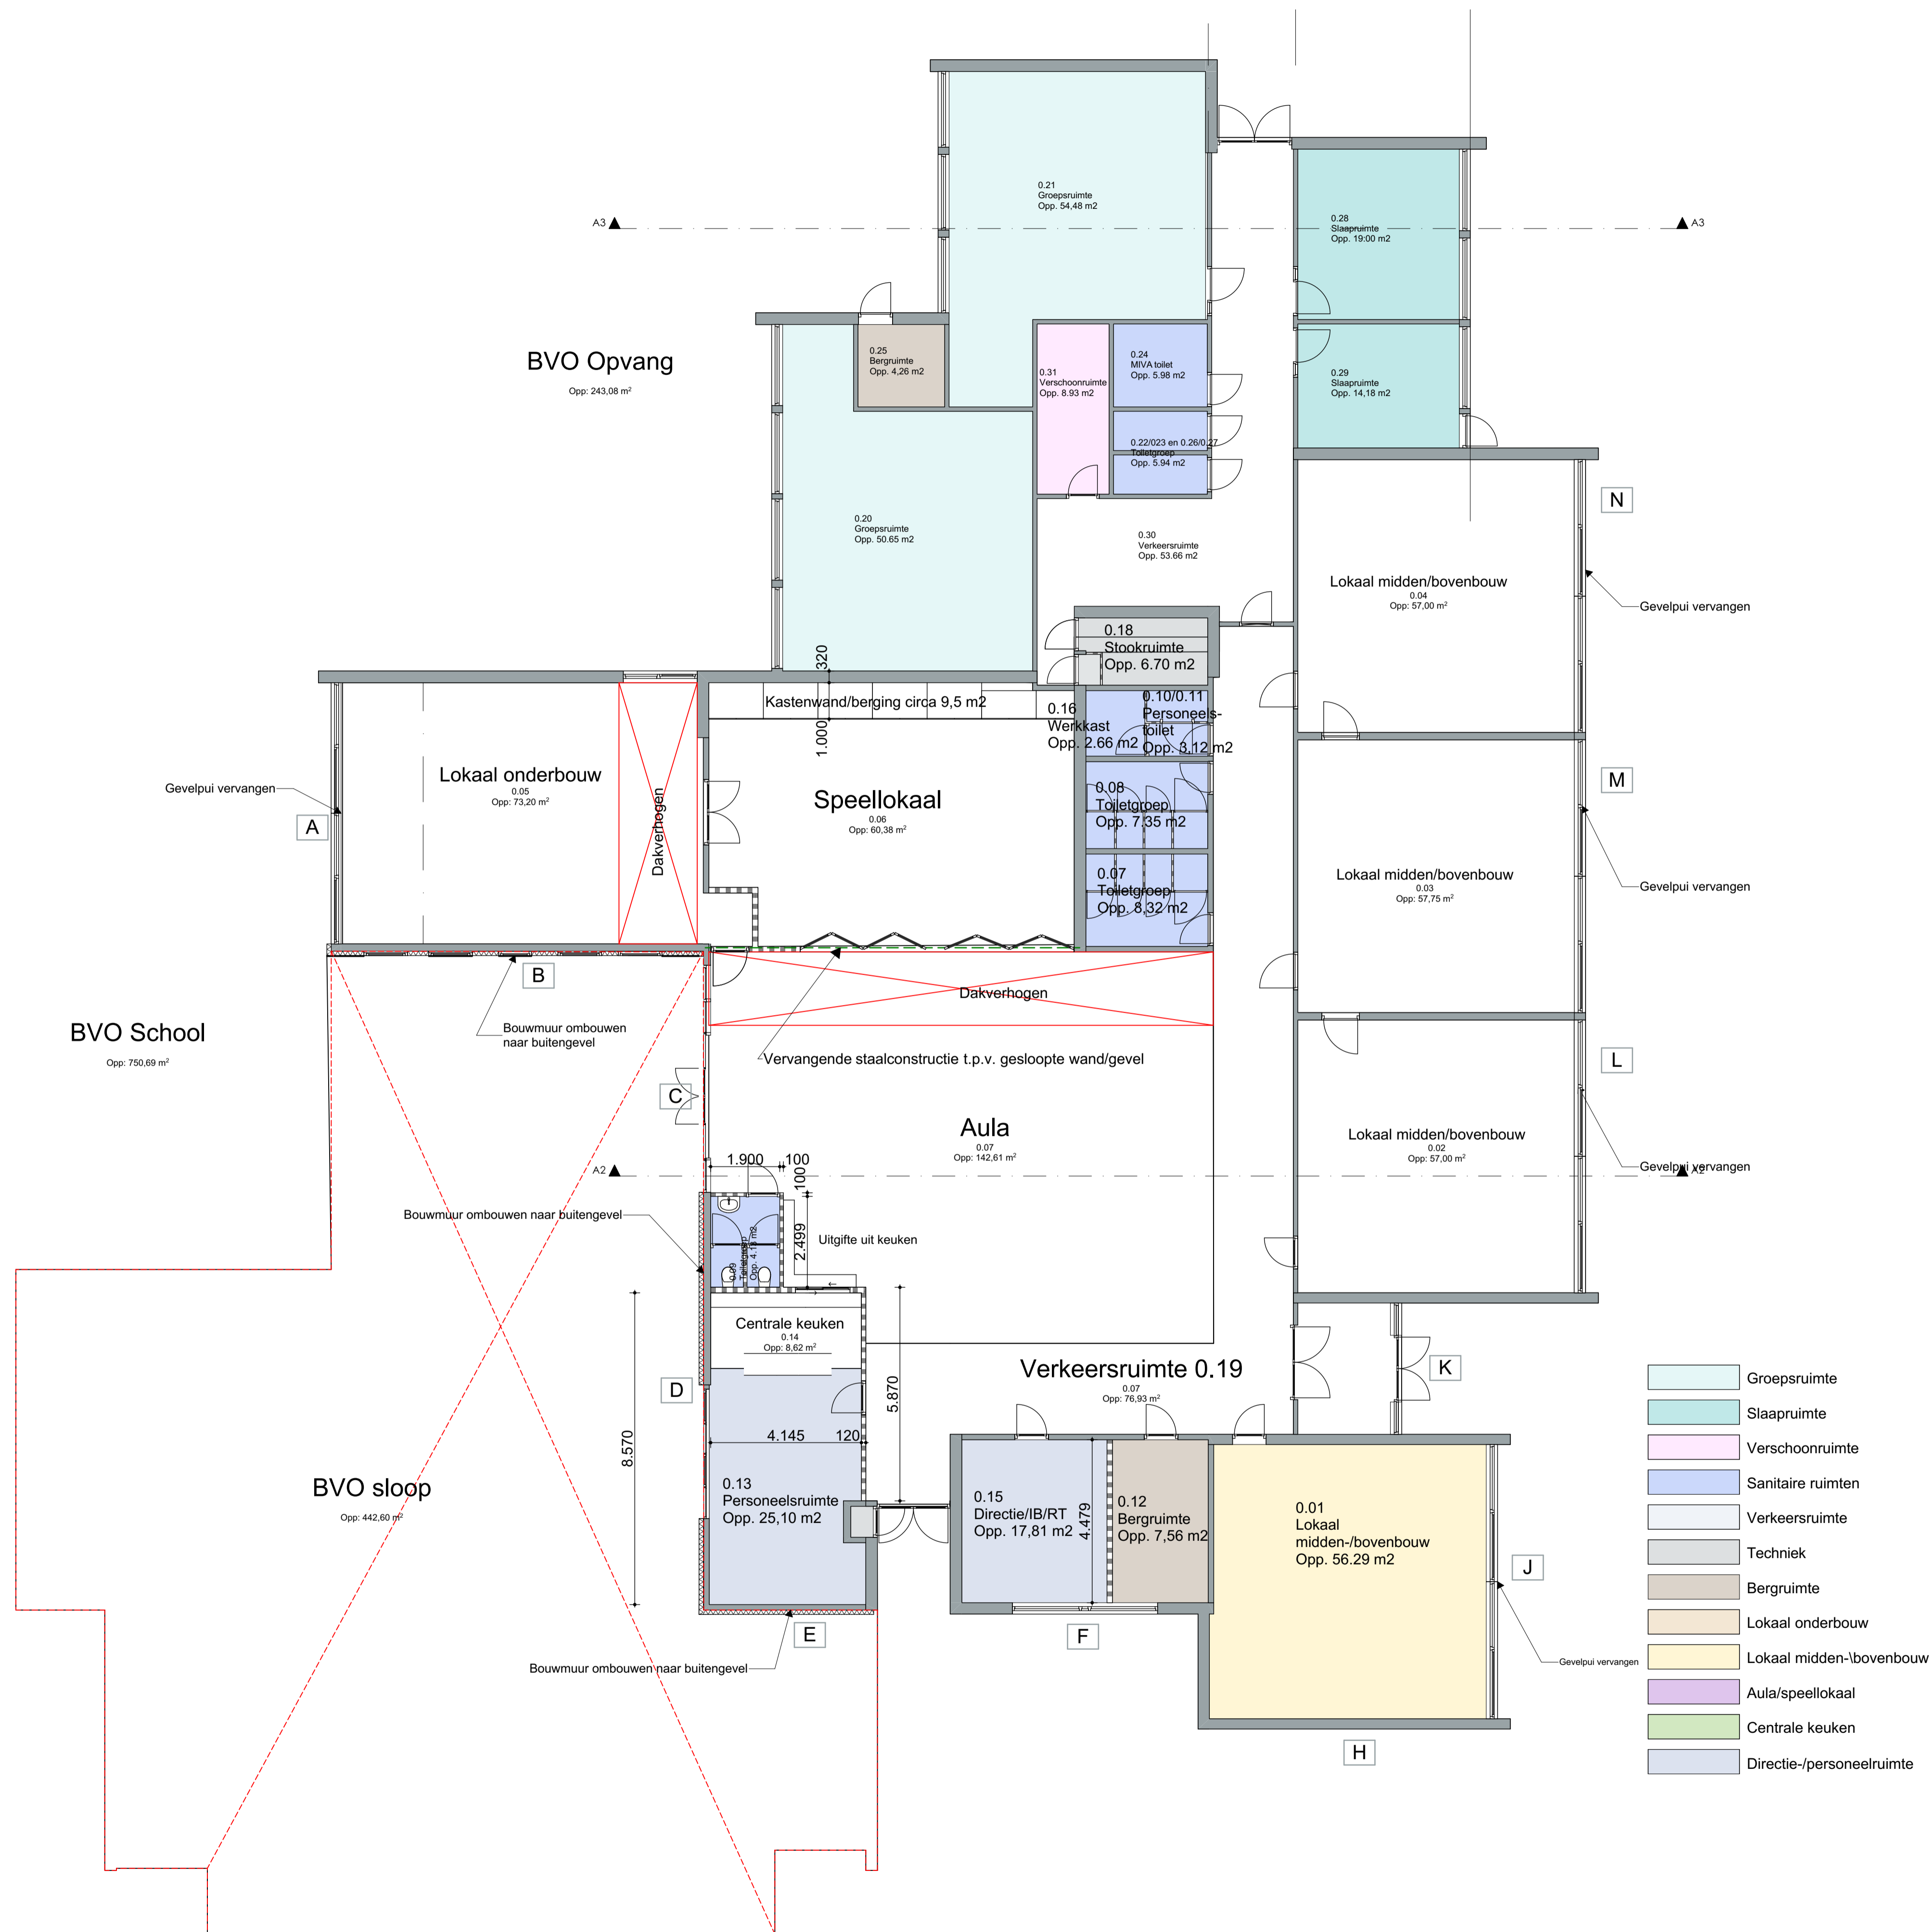 0.21
Groepsruimte
Opp. 54,48 m2
A3
A3
0.28
Slaapruimte
Opp. 19:00 m2
BVO Opvang
Opp: 243,08 m²
0.25
Bergruimte
Opp. 4,26 m2
0.31
Verschoonruimte
Opp. 8.93 m2
0.24
MIVA toilet
Opp. 5.98 m2
0.29
Slaapruimte
Opp. 14,18 m2
0.22/023 en 0.26/0.27
Toiletgroep
Opp. 5.94 m2
N
0.20
Groepsruimte
Opp. 50.65 m2
0.30
Verkeersruimte
Opp. 53.66 m2
Lokaal midden/bovenbouw
0.04
Opp: 57,00 m²
Gevelpui vervangen
0.18
Stookruimte
Opp. 6.70 m2
320
Kastenwand/berging circa 9,5 m2
1.000
0.16
Werkkast
Opp. 2.66 m2
0.10/0.11
Personeels-
toilet
Opp. 3,12 m2
Lokaal onderbouw
0.05
Opp: 73,20 m²
Gevelpui vervangen
A
Dakverhogen
Speellokaal
0.06
Opp: 60,38 m²
0.08
Toiletgroep
Opp. 7.35 m2
M
0.07
Toiletgroep
Opp. 8,32 m2
Lokaal midden/bovenbouw
0.03
Opp: 57,75 m²
Gevelpui vervangen
B
Dakverhogen
BVO School
Opp: 750,69 m²
Bouwmuur ombouwen
naar buitengevel
Vervangende staalconstructie t.p.v. gesloopte wand/gevel
L
C
Aula
0.07
Opp: 142,61 m²
Lokaal midden/bovenbouw
0.02
Opp: 57,00 m²
Gevelpui vervangen
A2
A2
1.900
100
100
2.499
Bouwmuur ombouwen naar buitengevel
Uitgifte uit keuken
0.09
Toiletgroep
Opp. 4.13 m2
Centrale keuken
0.14
Opp: 8,62 m²
Verkeersruimte 0.19
0.07
Opp: 76,93 m²
K
D
5.870
8.570
4.145
120
0.13
Personeelsruimte
Opp. 25,10 m2
BVO sloop
Opp: 442,60 m²
0.15
Directie/IB/RT
Opp. 17,81 m2
4.479
0.12
Bergruimte
Opp. 7,56 m2
0.01
Lokaal
midden-/bovenbouw
Opp. 56.29 m2
J
E
F
Bouwmuur ombouwen naar buitengevel
Gevelpui vervangen
H
Groepsruimte
Slaapruimte
Verschoonruimte
Sanitaire ruimten
Verkeersruimte
Techniek
Bergruimte
Lokaal onderbouw
Lokaal midden-\bovenbouw
Aula/speellokaal
Centrale keuken
Directie-/personeelruimte